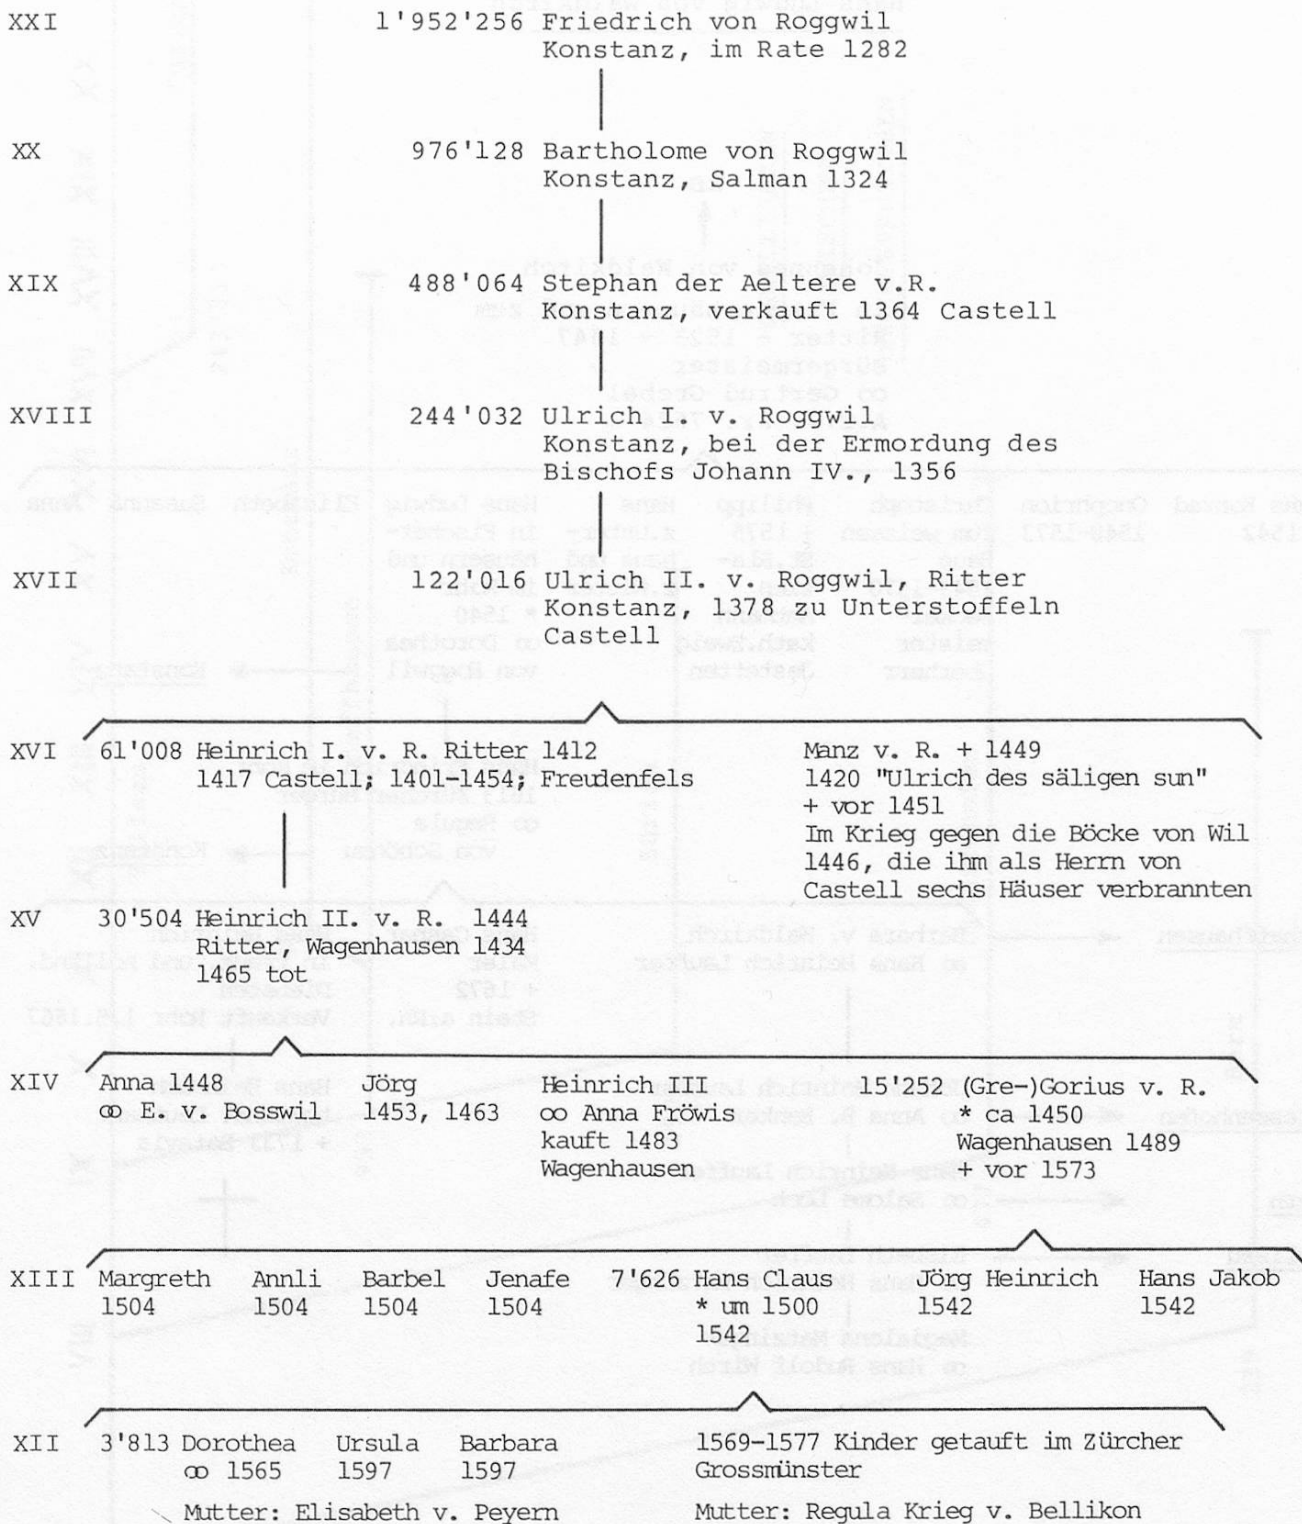 XXI 1'952'256 Friedrich von Roggwil
Konstanz, im Rate 1282
XX 976'128 Bartholome von Roggwil
Konstanz, Salman 1324
XIX 488'064 Stephan der Aeltere v.R.
Konstanz, verkauft 1364 Castell
XVIII 244'032 Ulrich I. v. Roggwil
Konstanz, bei der Ermordung des
Bischofs Johann IV., 1356
XVII 122'016 Ulrich II. v. Roggwil, Ritter
Konstanz, 1378 zu Unterstoffeln
Castell
XVI 61'008 Heinrich I. v. R. Ritter 1412
1417 Castell; 1401-1454; Freudenfels
Manz v. R. + 1449
1420 "Ulrich des säligen sun"
+ vor 1451
Im Krieg gegen die Böcke von Wil
1446, die ihm als Herrn von
Castell sechs Häuser verbrannten
XV 30'504 Heinrich II. v. R. 1444
Ritter, Wagenhausen 1434
1465 tot
XIV Anna 1448
∞ E. v. Bosswil
Jörg
1453, 1463
Heinrich III
∞ Anna Fröwis
kauft 1483
Wagenhausen
15'252 (Gre-)Gorius v. R.
* ca 1450
Wagenhausen 1489
+ vor 1573
XIII Margreth
1504
Annli
1504
Barbel
1504
Jenafe
1504
7'626 Hans Claus
* um 1500
1542
Jörg Heinrich
1542
Hans Jakob
1542
XII 3'813 Dorothea
∞ 1565
Ursula
1597
Barbara
1597
Mutter: Elisabeth v. Peyern
1569-1577 Kinder getauft im Zürcher
Grossmünster
Mutter: Regula Krieg v. Bellikon